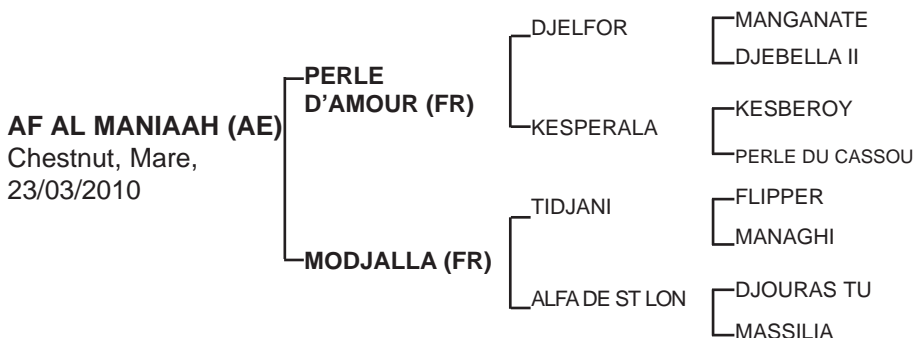 AF AL MANIAAH (AE)
Chestnut, Mare,
23/03/2010
PERLE
D’AMOUR (FR)
MODJALLA (FR)
DJELFOR
KESPERALA
TIDJANI
ALFA DE ST LON
MANGANATE
DJEBELLA II
KESBEROY
PERLE DU CASSOU
FLIPPER
MANAGHI
DJOURAS TU
MASSILIA